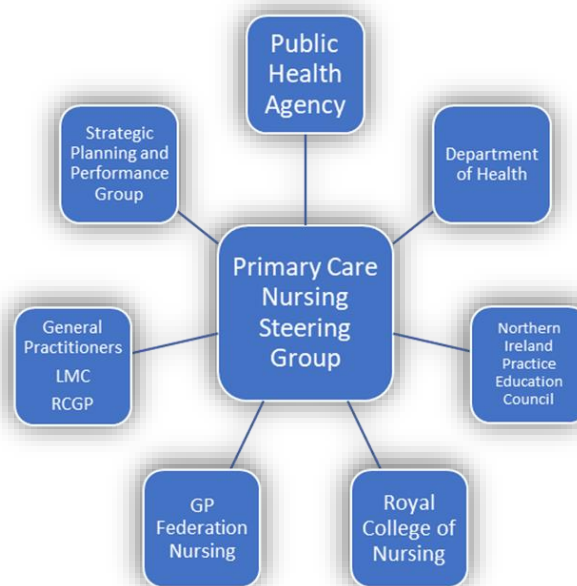 Public
Health
Agency
Strategic
Planning and
Performance
Group
Department
of Health
Primary Care
Nursing
Steering
Group
General
Practitioners
LMC
RCGP
Northern
Ireland
Practice
Education
Council
GP
Federation
Nursing
Royal
College of
Nursing